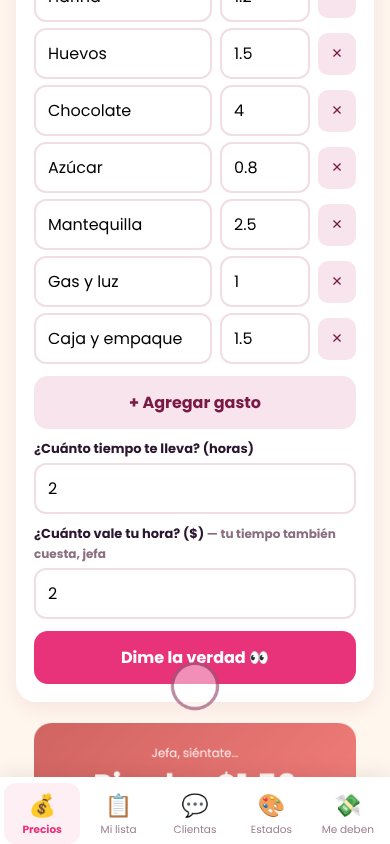 Huevos
1.5
×
Chocolate
4
×
Azúcar
0.8
×
Mantequilla
2.5
×
Gas y luz
1
×
Caja y empaque
1.5
×
+ Agregar gasto
¿Cuánto tiempo te lleva? (horas)
2
¿Cuánto vale tu hora? ($) — tu tiempo también
cuesta, jefa
2
Dime la verdad 👀
Jefa, siéntate...
Precios
Mi lista
Clientas
Estados
Me deben